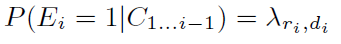 P(E_i = 1|C_{1...i−1}) = λ_{r_i,d_i}